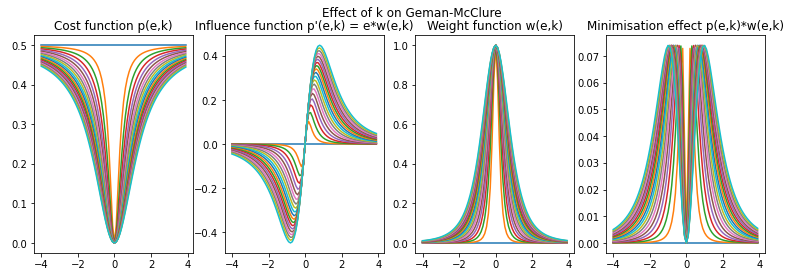 Effect of k on Geman-McClure
Cost function p(e,k)
Influence function p'(e,k) = e*w(e,k)
Weight function w(e,k)
Minimisation effect p(e,k)*w(e,k)
0.5
0.4
0.3
0.2
0.1
0.0
−4 −2 0 2 4
0.4
0.2
0.0
−0.2
−0.4
−4 −2 0 2 4
1.0
0.8
0.6
0.4
0.2
0.0
−4 −2 0 2 4
0.07
0.06
0.05
0.04
0.03
0.02
0.01
0.00
−4 −2 0 2 4